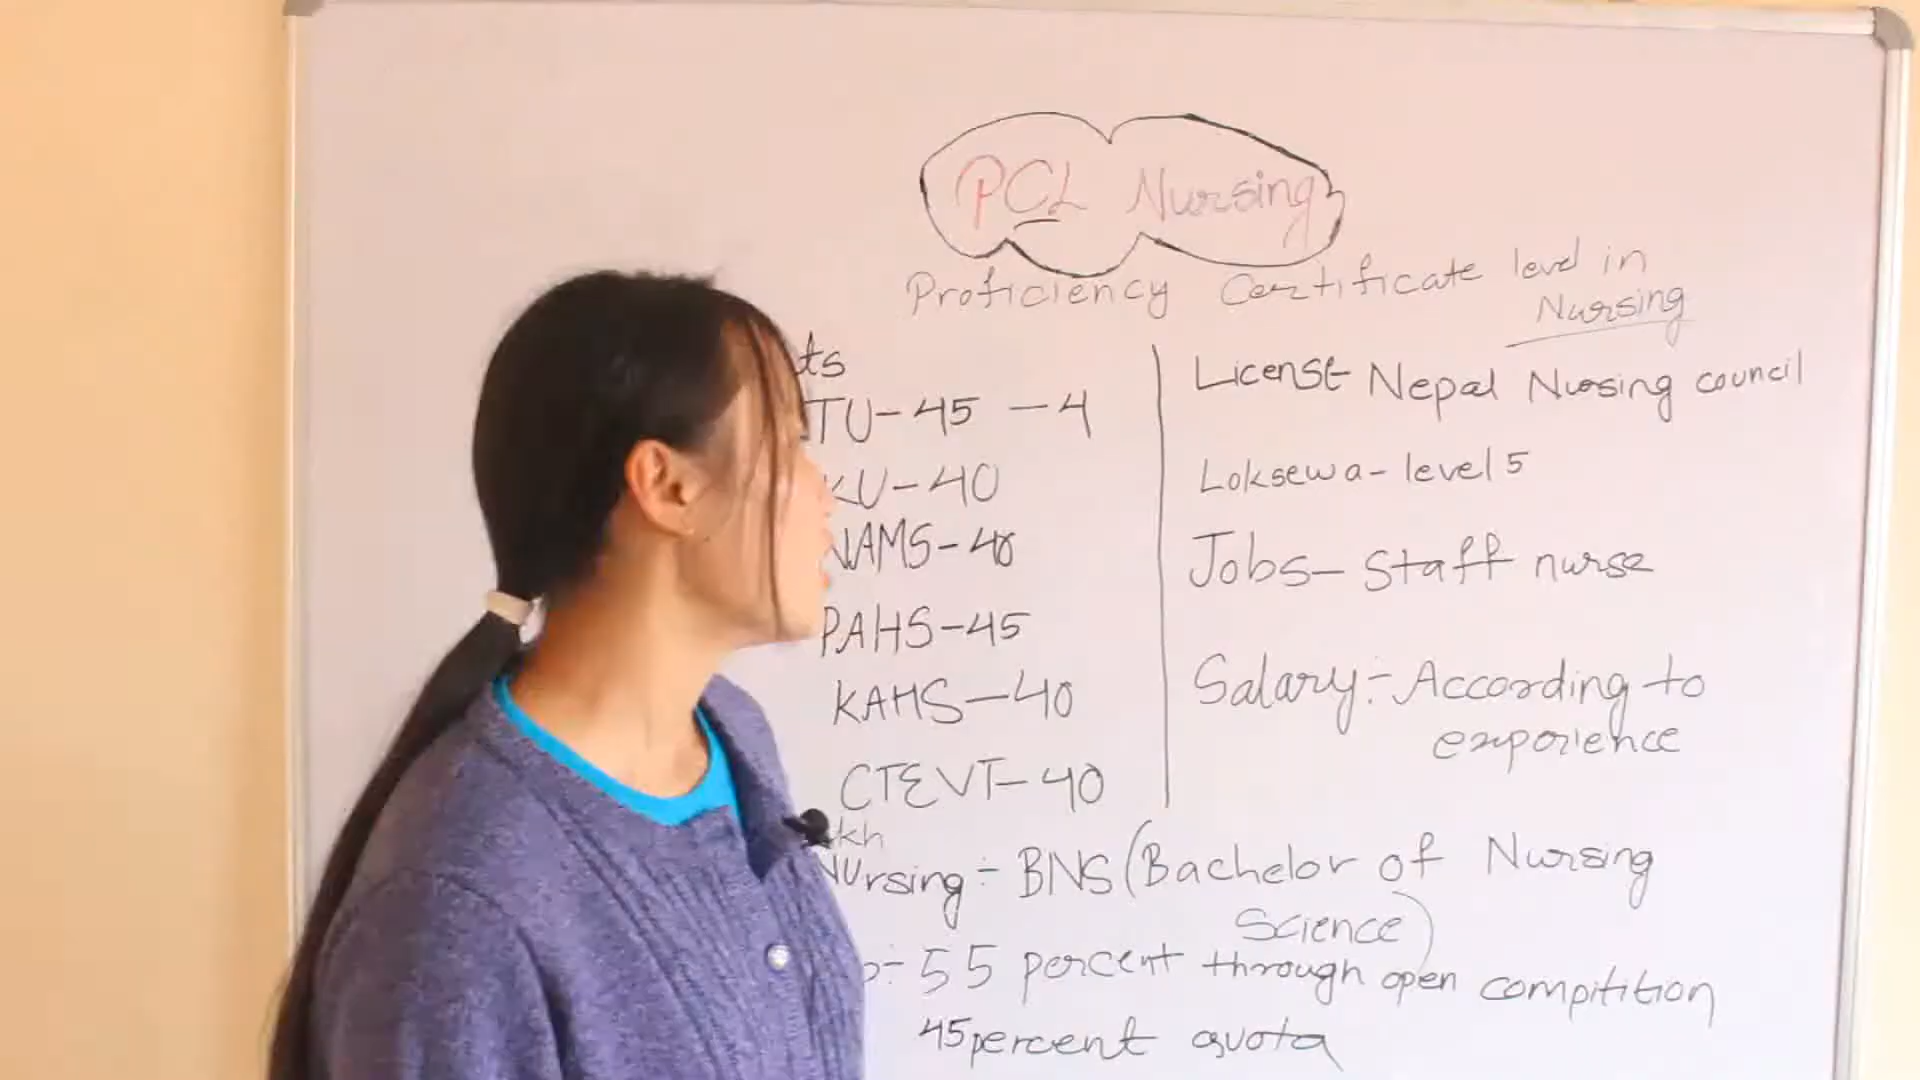 PCL Nursing
Proficiency Certificate level in
Nursing
ts
TU-45 -4
KU-40
NAMS-40
PAHS-45
KAHS-40
CTEVT-40
License- Nepal Nursing council
Loksewa- level 5
Jobs- Staff nurse
Salary:- According to
experience
kh
Nursing:- BNS (Bachelor of Nursing
Science)
:- 55 percent through open compitition
45 percent quota